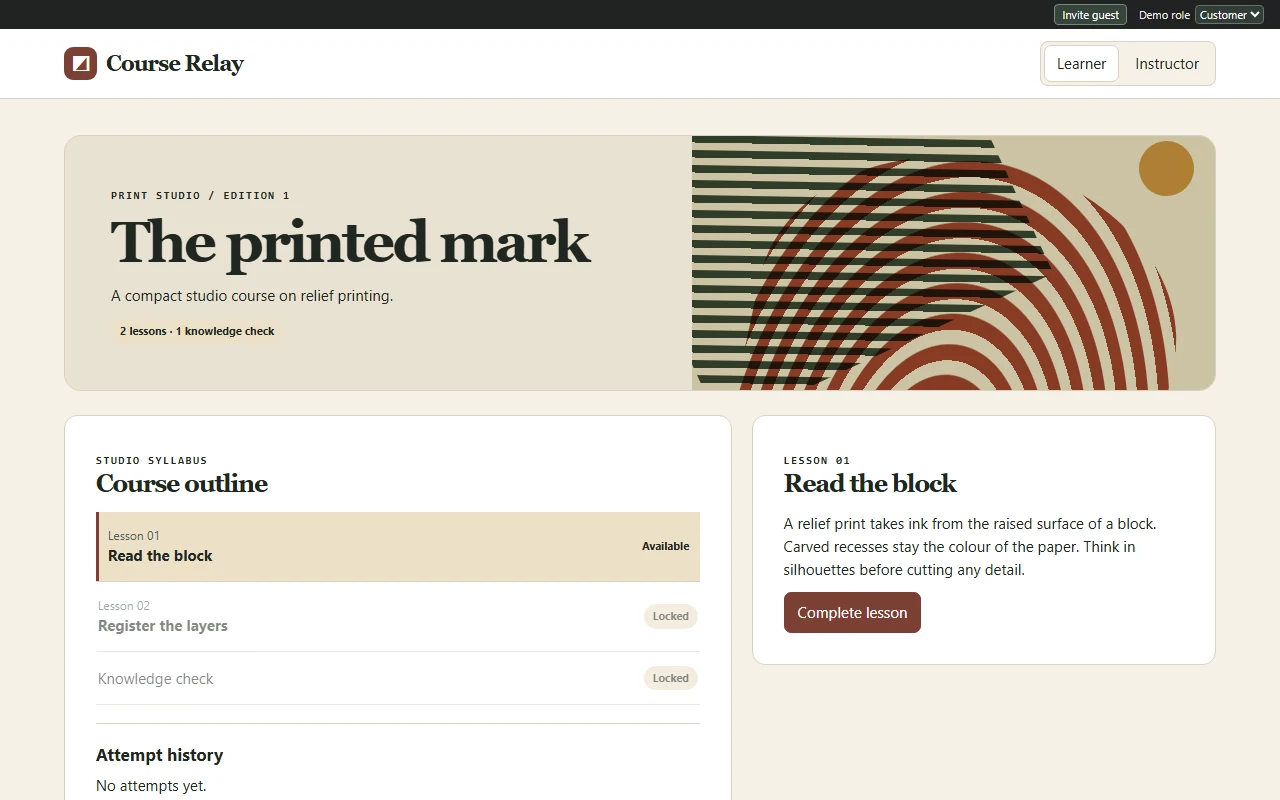 Invite guest
Demo role
Customer
Course Relay
Learner
Instructor
PRINT STUDIO / EDITION 1
The printed mark
A compact studio course on relief printing.
2 lessons · 1 knowledge check
STUDIO SYLLABUS
Course outline
Lesson 01
Read the block
Available
Lesson 02
Register the layers
Locked
Knowledge check
Locked
Attempt history
No attempts yet.
LESSON 01
Read the block
A relief print takes ink from the raised surface of a block.
Carved recesses stay the colour of the paper. Think in
silhouettes before cutting any detail.
Complete lesson